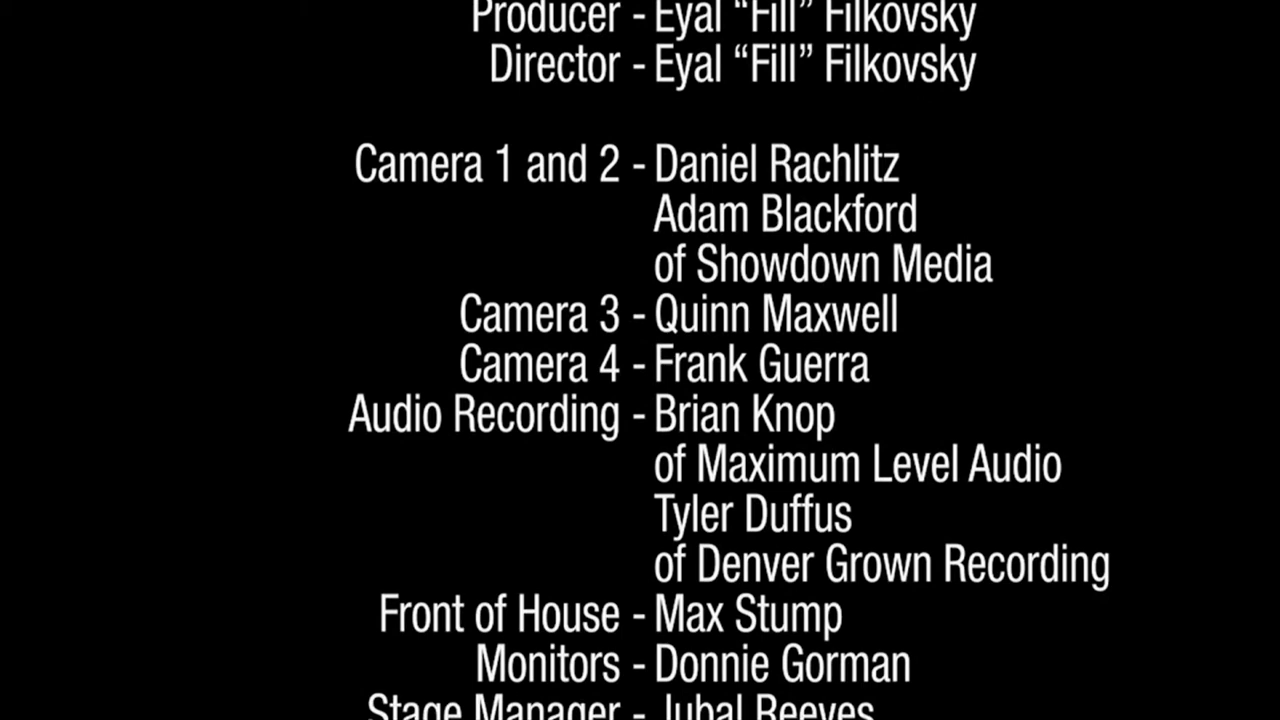 Producer - Eyal “Fill” Filkovsky
Director - Eyal “Fill” Filkovsky
Camera 1 and 2 - Daniel Rachlitz
Adam Blackford
of Showdown Media
Camera 3 - Quinn Maxwell
Camera 4 - Frank Guerra
Audio Recording - Brian Knop
of Maximum Level Audio
Tyler Duffus
of Denver Grown Recording
Front of House - Max Stump
Monitors - Donnie Gorman
Stage Manager - Jubal Reeves